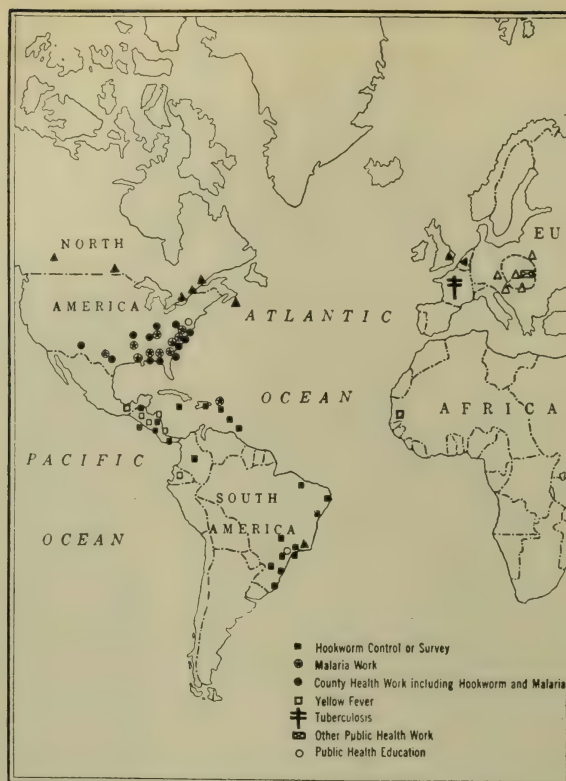 NORTH
EU
AMERICA
ATLANTIC
OCEAN
AFRICA
PACIFIC
SOUTH
AMERICA
OCEAN
Hookworm Control or Survey
Malaria Work
County Health Work including Hookworm and Malaria
Yellow Fever
Tuberculosis
Other Public Health Work
Public Health Education